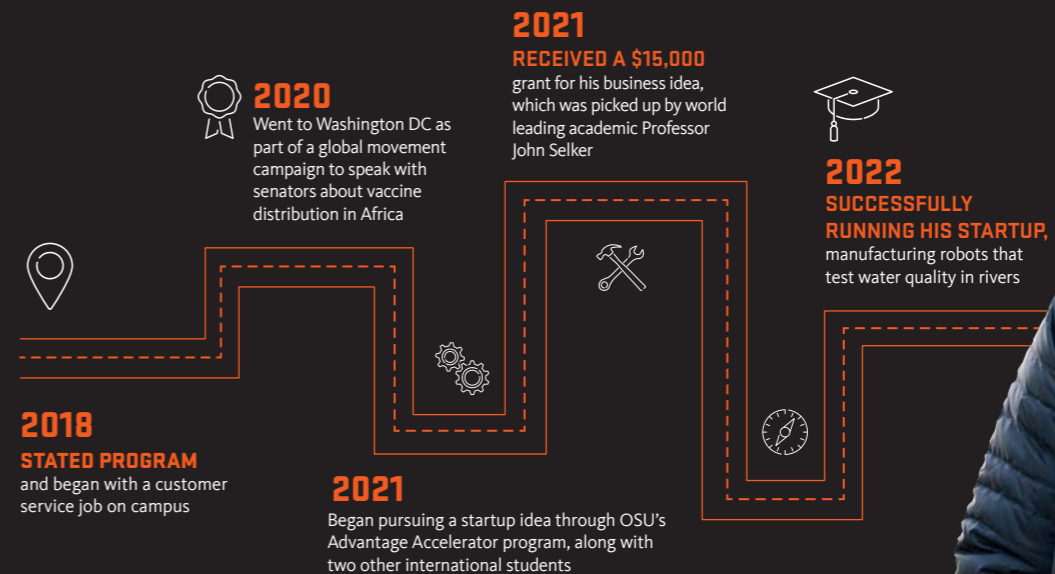 2018
STATED PROGRAM
and began with a customer
service job on campus
2020
Went to Washington DC as
part of a global movement
campaign to speak with
senators about vaccine
distribution in Africa
2021
Began pursuing a startup idea through OSU's
Advantage Accelerator program, along with
two other international students
2021
RECEIVED A $15,000
grant for his business idea,
which was picked up by world
leading academic Professor
John Selker
2022
SUCCESSFULLY
RUNNING HIS STARTUP,
manufacturing robots that
test water quality in rivers